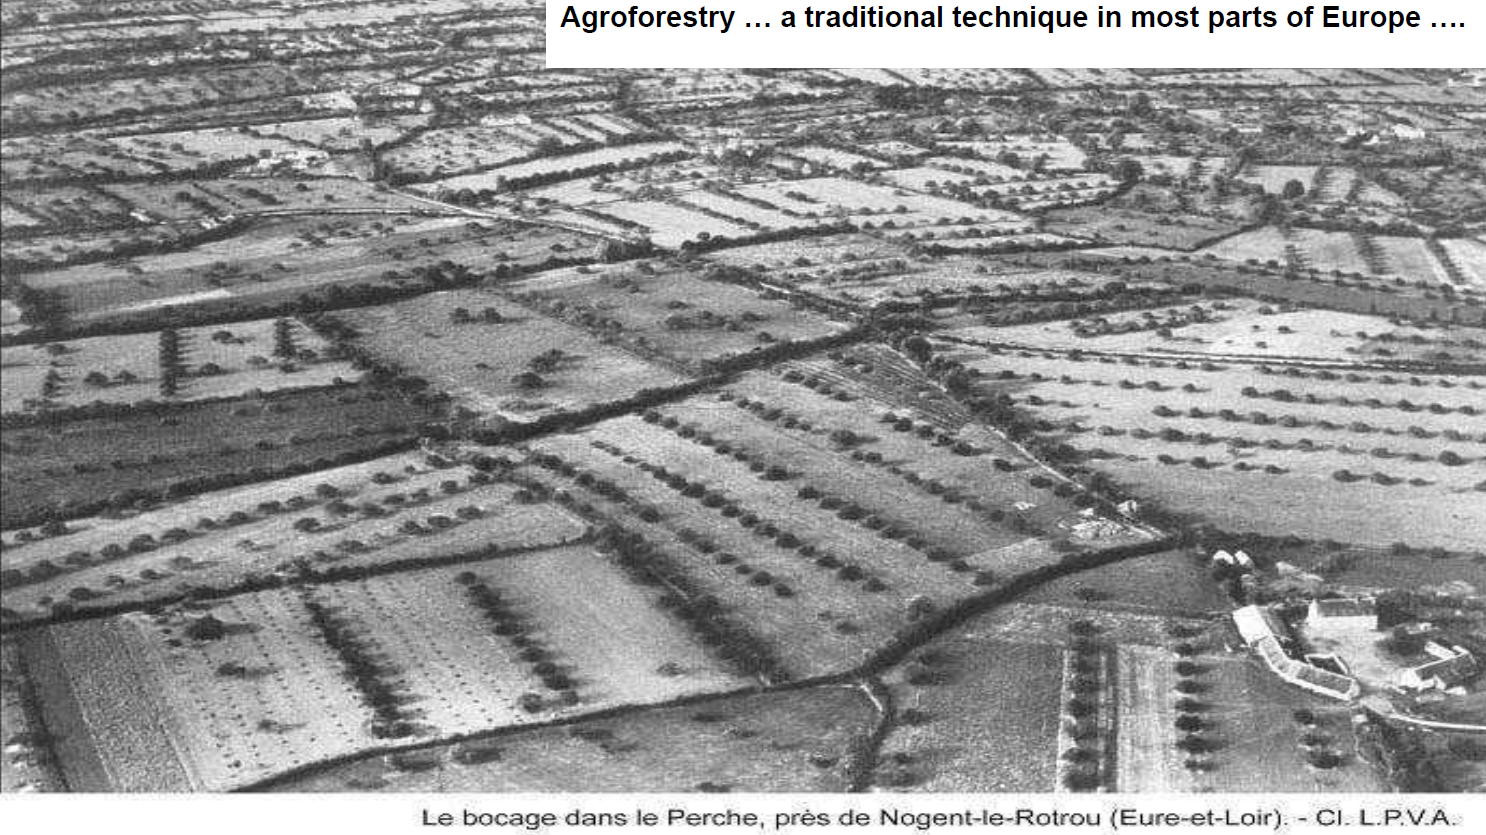 Agroforestry … a traditional technique in most parts of Europe ….
Le bocage dans le Perche, près de Nogent-le-Rotrou (Eure-et-Loir). - Cl. L.P.V.A.